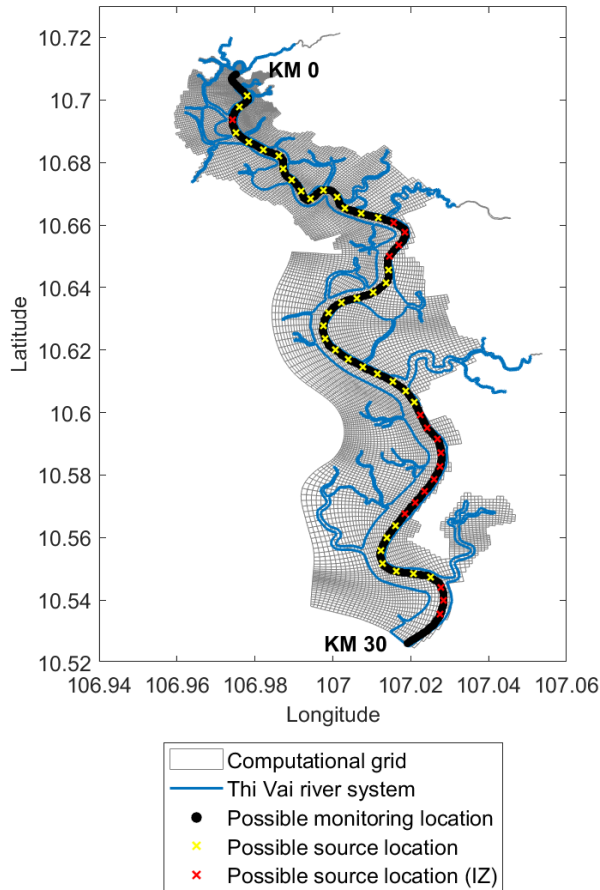 10.72
10.7
10.68
10.66
10.64
10.62
10.6
10.58
10.56
10.54
10.52
Latitude
KM 0
KM 30
106.94 106.96 106.98 107 107.02 107.04 107.06
Longitude
Computational grid
Thi Vai river system
Possible monitoring location
Possible source location
Possible source location (IZ)